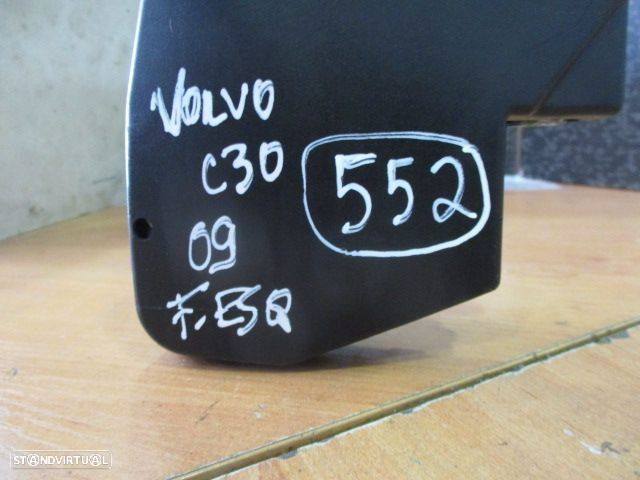 VOLVO
C30
552
09
F. ESQ
STANDVIRTUAL